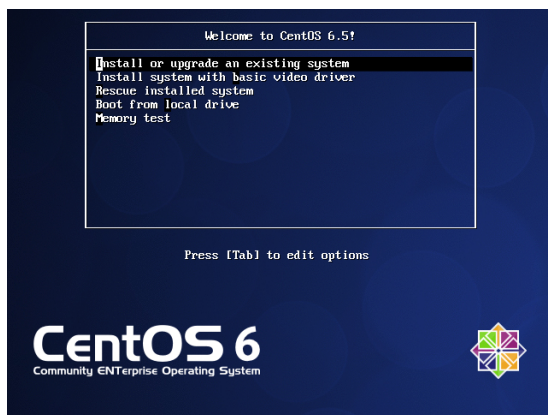 Welcome to CentOS 6.5!
Install or upgrade an existing system
Install system with basic video driver
Rescue installed system
Boot from local drive
Memory test
Press [Tab] to edit options
CentOS 6
Community ENTerprise Operating System